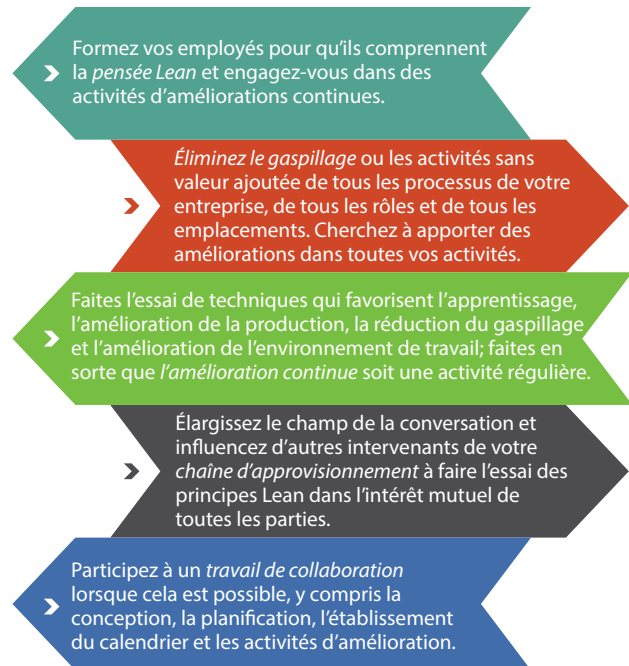 Formez vos employés pour qu'ils comprennent
la pensée Lean et engagez-vous dans des
activités d'améliorations continues.
Éliminez le gaspillage ou les activités sans
valeur ajoutée de tous les processus de votre
entreprise, de tous les rôles et de tous les
emplacements. Cherchez à apporter des
améliorations dans toutes vos activités.
Faites l'essai de techniques qui favorisent l'apprentissage,
l'amélioration de la production, la réduction du gaspillage
et l'amélioration de l'environnement de travail; faites en
sorte que l'amélioration continue soit une activité régulière.
Élargissez le champ de la conversation et
influencez d'autres intervenants de votre
chaîne d'approvisionnement à faire l'essai des
principes Lean dans l'intérêt mutuel de
toutes les parties.
Participez à un travail de collaboration
lorsque cela est possible, y compris la
conception, la planification, l'établissement
du calendrier et les activités d'amélioration.